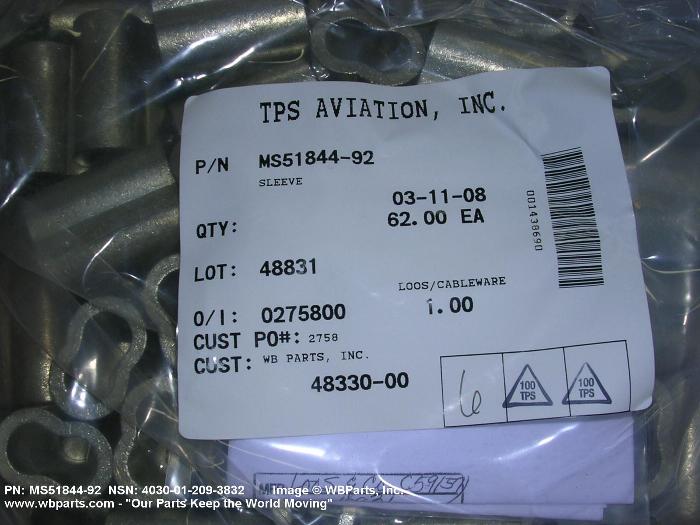 TPS AVIATION, INC.
P/N MS51844-92
SLEEVE
03-11-08
QTY: 62.00 EA
LOT: 48831
LOOS/CABLEWARE
O/I: 0275800 1.00
CUST PO#: 2758
CUST: WB PARTS, INC.
48330-00
001438690
6
100
TPS
100
TPS
PN: MS51844-92 NSN: 4030-01-209-3832 Image © WBParts, Inc.
www.wbparts.com - "Our Parts Keep the World Moving"